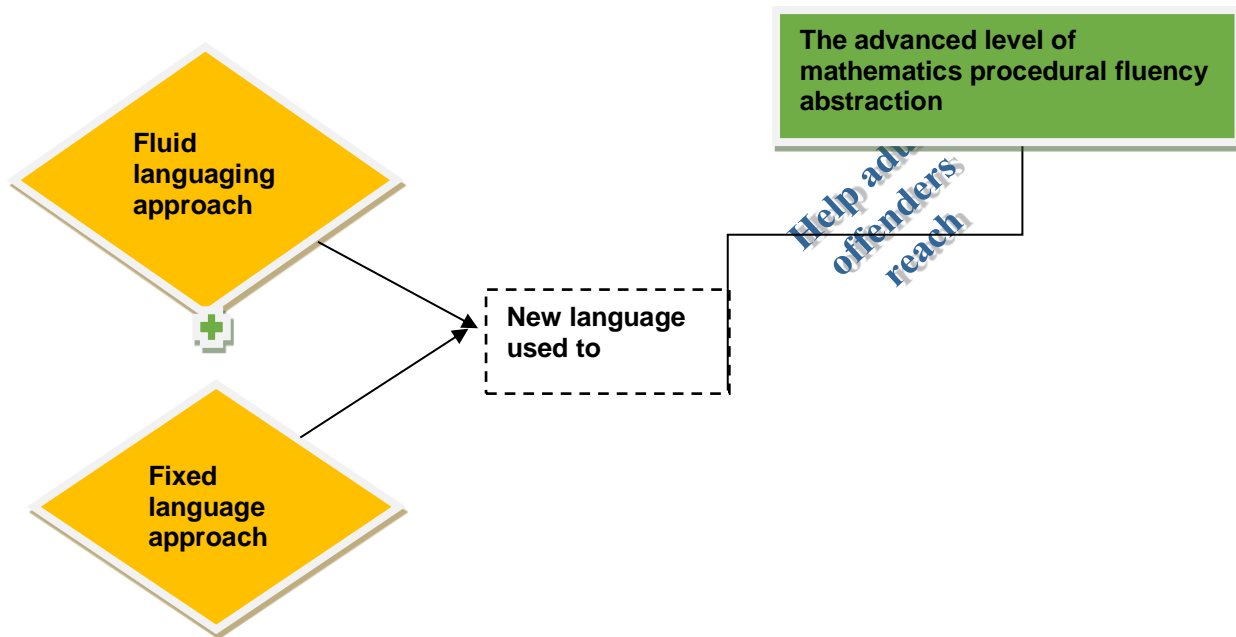 Fluid
languaging
approach
Fixed
language
approach
New language
used to
Help
offenders
reach
The advanced level of
mathematics procedural fluency
abstraction